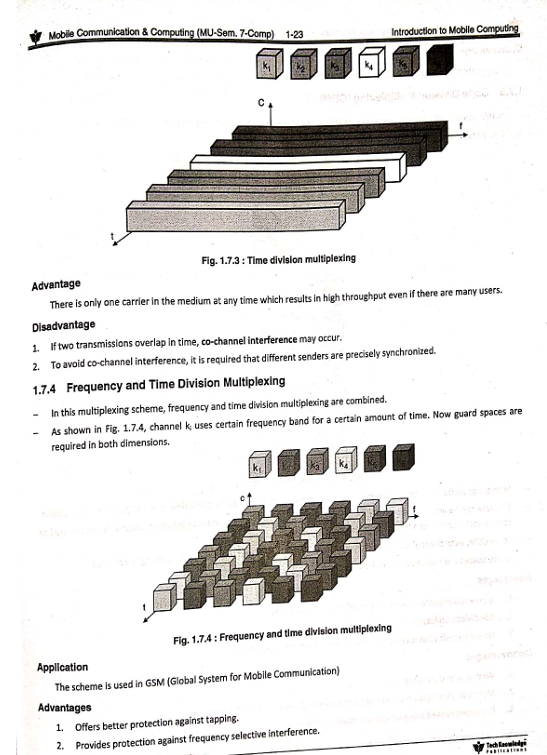 Mobile Communication & Computing (MU-Sem. 7-Comp) 1-23 Introduction to Mobile Computing
k1 k2 k3 k4 k5
C
f
t
Fig. 1.7.3 : Time division multiplexing
Advantage
There is only one carrier in the medium at any time which results in high throughput even if there are many users.
Disadvantage
1. If two transmissions overlap in time, co-channel interference may occur.
2. To avoid co-channel interference, it is required that different senders are precisely synchronized.
1.7.4 Frequency and Time Division Multiplexing
– In this multiplexing scheme, frequency and time division multiplexing are combined.
– As shown in Fig. 1.7.4, channel ki uses certain frequency band for a certain amount of time. Now guard spaces are
required in both dimensions.
k1 k3 k4
c
f
t
Fig. 1.7.4 : Frequency and time division multiplexing
Application
The scheme is used in GSM (Global System for Mobile Communication)
Advantages
1. Offers better protection against tapping.
2. Provides protection against frequency selective interference.
TechKnowledge
Publications